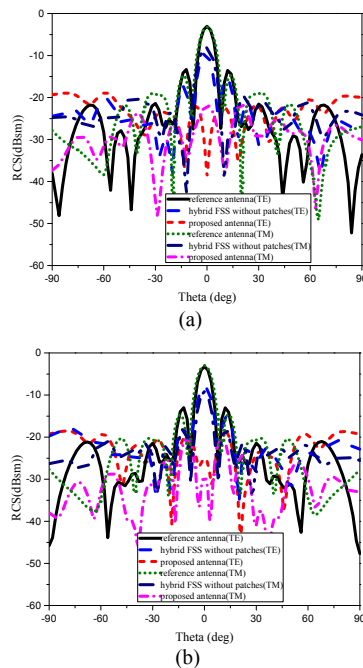 0
-10
-20
-30
-40
-50
-60
RCS(dBsm)
reference antenna(TE)
hybrid FSS without patches(TE)
proposed antenna(TE)
reference antenna(TM)
hybrid FSS without patches(TM)
proposed antenna(TM)
-90 -60 -30 0 30 60 90
Theta (deg)
(a)
0
-10
-20
-30
-40
-50
-60
RCS(dBsm)
reference antenna(TE)
hybrid FSS without patches(TE)
proposed antenna(TE)
reference antenna(TM)
hybrid FSS without patches(TM)
proposed antenna(TM)
-90 -60 -30 0 30 60 90
Theta (deg)
(b)